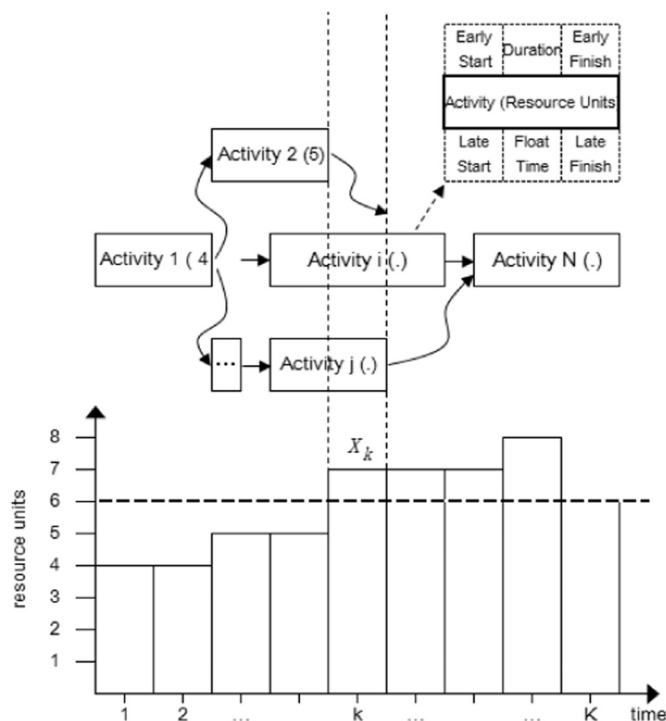 Early Start
Duration
Early Finish
Activity (Resource Units
Late Start
Float Time
Late Finish
Activity 2 (5)
Activity 1 ( 4
Activity i (.)
Activity N (.)
...
Activity j (.)
X_k
8
7
6
5
4
3
2
1
resource units
1 2 ... k ... ... K time